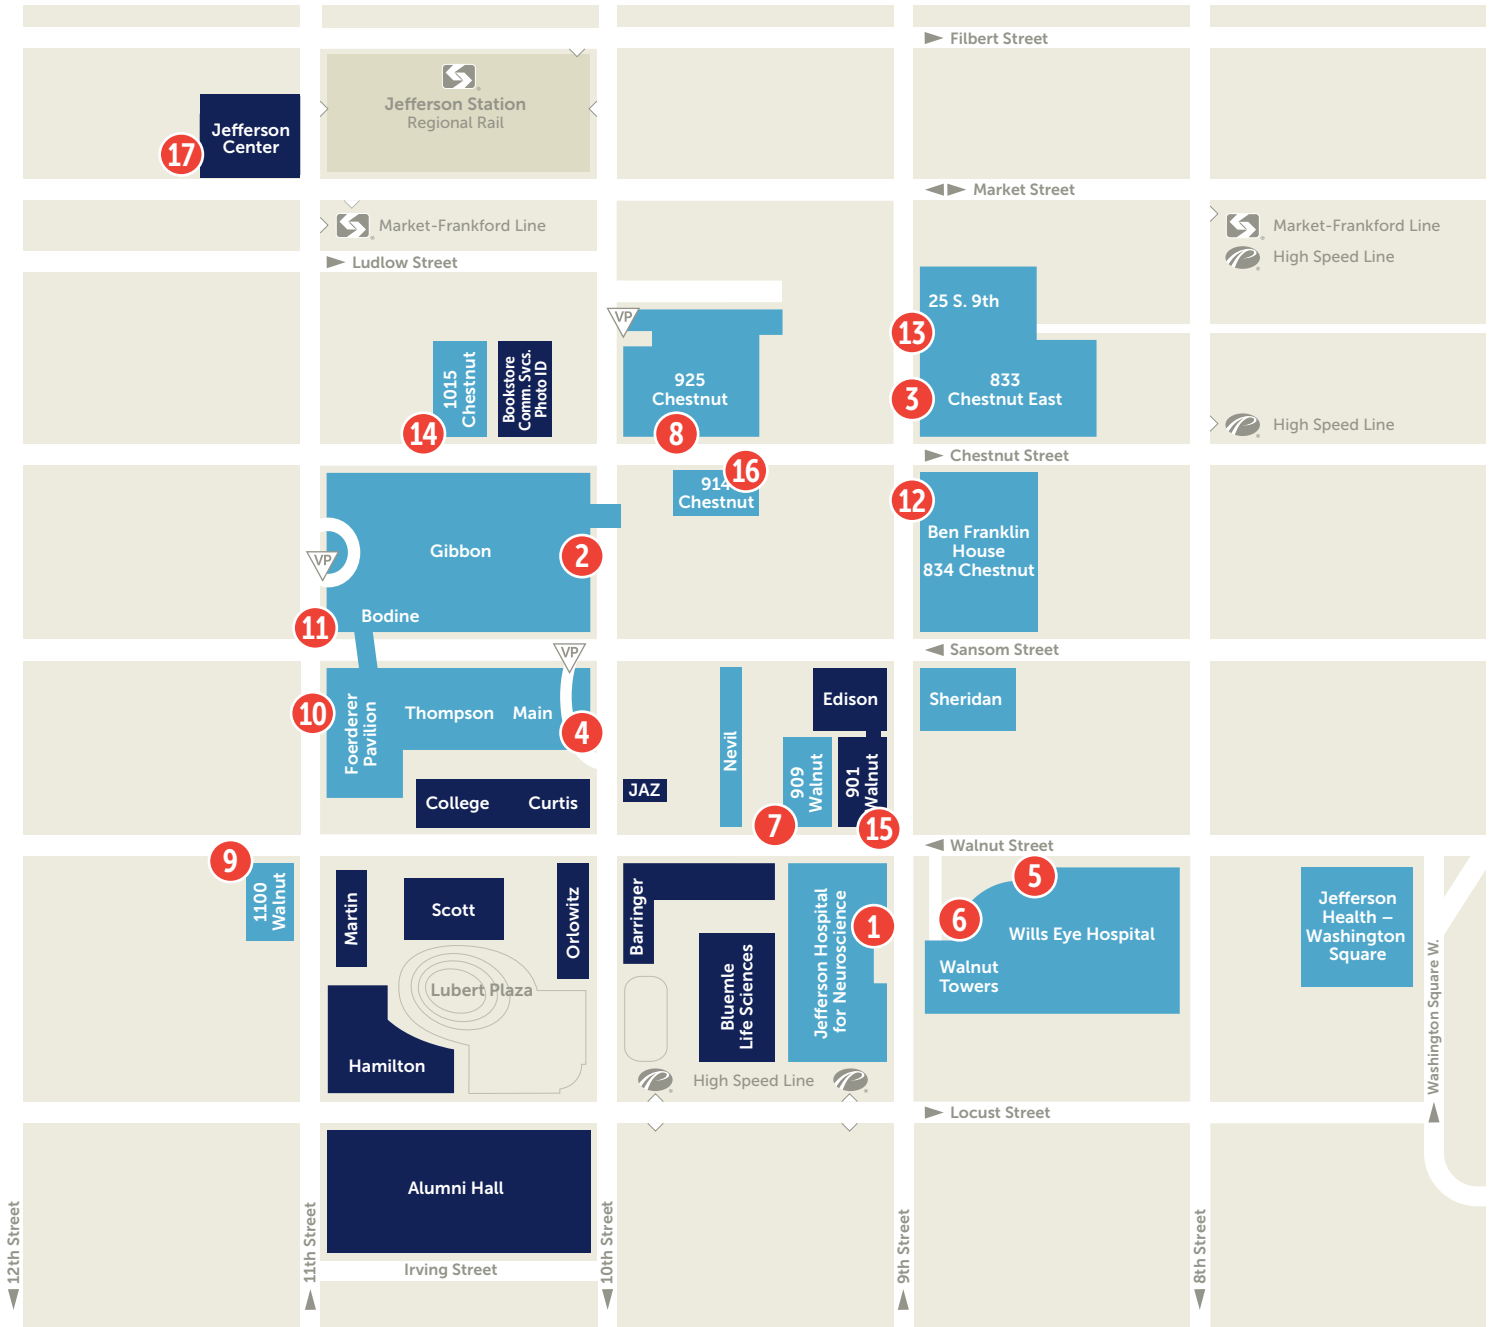 Filbert Street
Jefferson Station
Regional Rail
Jefferson
Center
17
Market Street
Market-Frankford Line
Market-Frankford Line
High Speed Line
Ludlow Street
25 S. 9th
13
VP
1015
Chestnut
Bookstore
Comm. Svcs.
Photo ID
14
925
Chestnut
8
833
Chestnut East
3
High Speed Line
Chestnut Street
914
Chestnut
16
12
Ben Franklin
House
834 Chestnut
Gibbon
2
VP
Bodine
11
Sansom Street
VP
10
Foerderer
Pavilion
Thompson
Main
4
Nevil
Edison
Sheridan
JAZ
909
Walnut
901
Walnut
7
15
College
Curtis
Walnut Street
9
1100
Walnut
Martin
Scott
Orlowitz
Barringer
Bluemle
Life Sciences
Jefferson Hospital
for Neuroscience
1
5
6
Wills Eye Hospital
Walnut
Towers
Jefferson
Health –
Washington
Square
Washington Square W.
Lubert Plaza
Hamilton
High Speed Line
Locust Street
Alumni Hall
Irving Street
12th Street
11th Street
10th Street
9th Street
8th Street